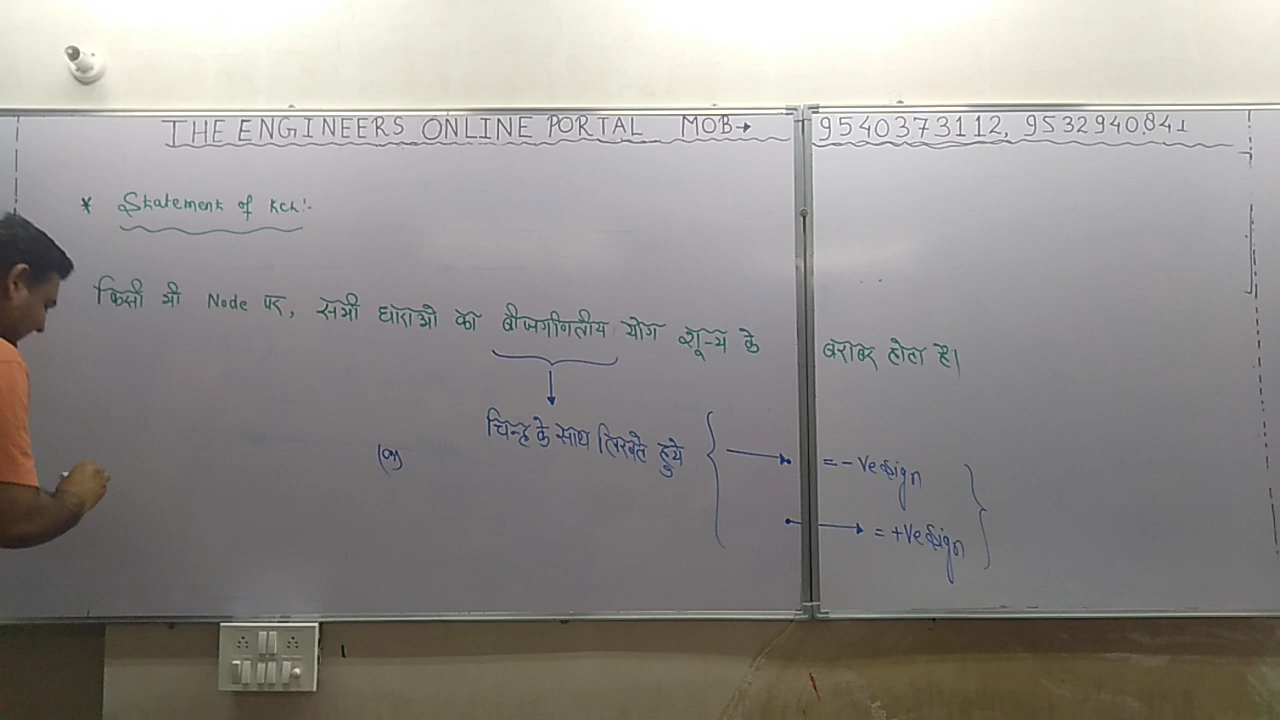 THE ENGINEERS ONLINE PORTAL MOB→ 9540373112, 9532940841
* Statement of KCL:-
किसी भी Node पर, सभी धाराओ का बीजगणितीय योग शून्य के बराबर होता है।
चिन्ह के साथ लिखते हुये
= -Ve Sign
(or)
= +Ve Sign